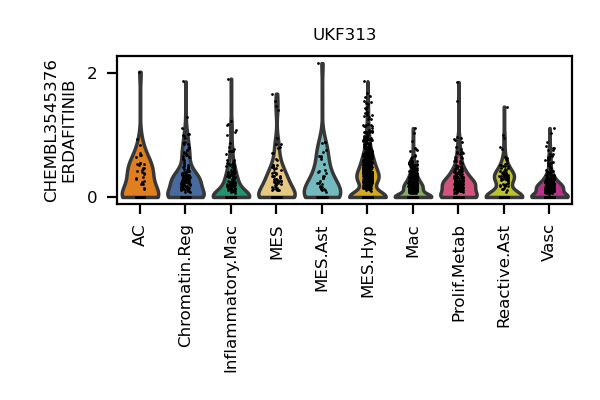 UKF313
CHEMBL3545376
ERDAFITINIB
2
0
AC
Chromatin.Reg
Inflammatory.Mac
MES
MES.Ast
MES.Hyp
Mac
Prolif.Metab
Reactive.Ast
Vasc